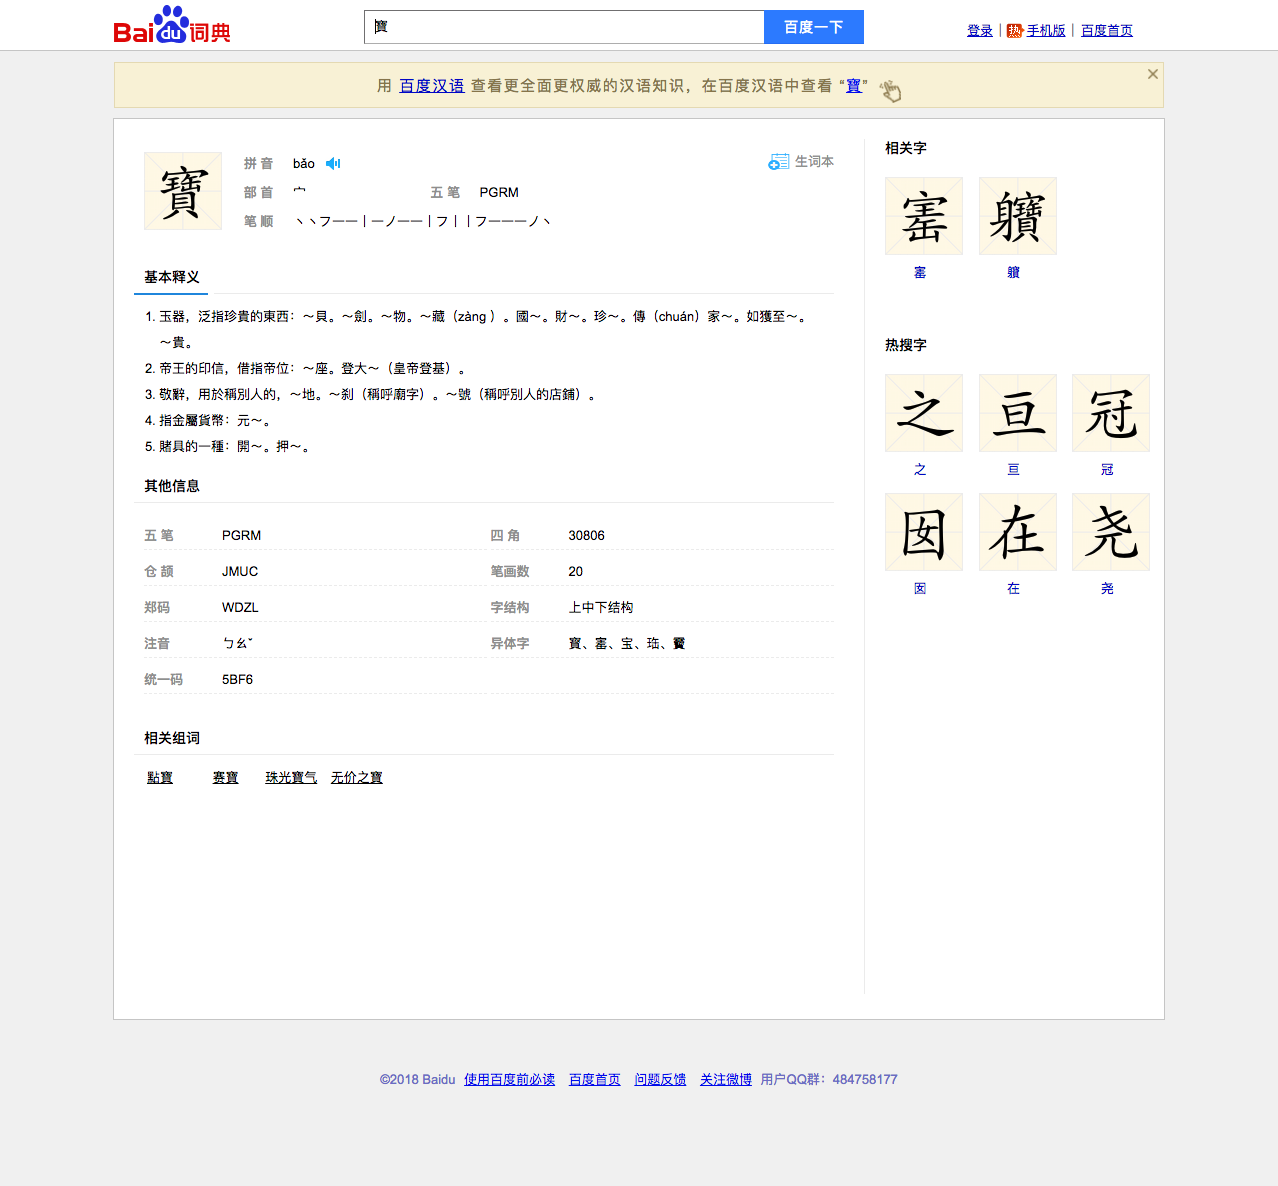 Baidu词典
寶
百度一下
登录 | 热 手机版 | 百度首页
用 百度汉语 查看更全面更权威的汉语知识，在百度汉语中查看 “寶”
寶
拼 音 bǎo
生词本
部 首 宀 五 笔 PGRM
笔 顺 丶丶フ一一丨一ノ一一丨フ丨丨フ一一一ノ丶
基本释义
1. 玉器，泛指珍貴的東西：～貝。～劍。～物。～藏（zàng ）。國～。財～。珍～。傳（chuán）家～。如獲至～。
～貴。
2. 帝王的印信，借指帝位：～座。登大～（皇帝登基）。
3. 敬辭，用於稱別人的，～地。～刹（稱呼廟字）。～號（稱呼別人的店鋪）。
4. 指金屬貨幣：元～。
5. 賭具的一種：開～。押～。
其他信息
五 笔 PGRM 四 角 30806
仓 颉 JMUC 笔画数 20
郑码 WDZL 字结构 上中下结构
注音 ㄅㄠˇ 异体字
统一码 5BF6
相关组词
點寶 赛寶 珠光寶气 无价之寶
相关字
热搜字
之 亘 冠
之 亘 冠
囡 在 尧
囡 在 尧
©2018 Baidu 使用百度前必读 百度首页 问题反馈 关注微博 用户QQ群：484758177